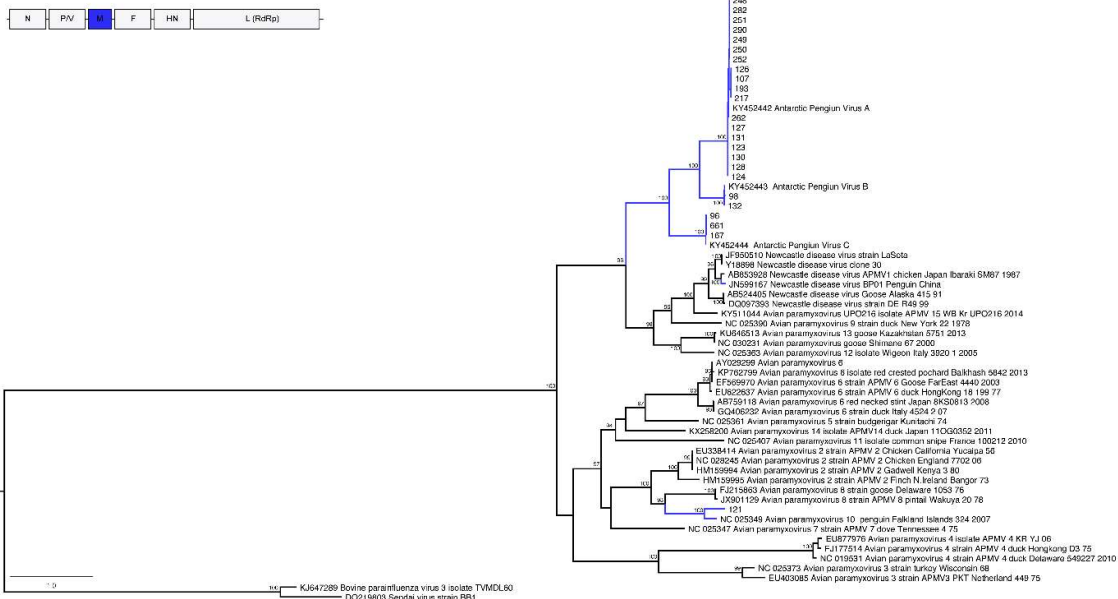 N P/V M F HN L (RdRp)
248
282
251
290
249
250
252
126
107
193
217
KY452442 Antarctic Pengiun Virus A
262
127
131
123
130
128
124
KY452443 Antarctic Pengiun Virus B
98
132
96
661
167
KY452444 Antarctic Pengiun Virus C
JF950510 Newcastle disease virus strain LaSota
Y18898 Newcastle disease virus clone 30
AB853928 Newcastle disease virus APMV1 chicken Japan Ibaraki SM87 1987
JN599167 Newcastle disease virus BP01 Penguin China
AB524405 Newcastle disease virus Goose Alaska 415 91
DQ097393 Newcastle disease virus strain DE R49 99
KY511044 Avian paramyxovirus UPO216 isolate APMV 15 WB Kr UPO216 2014
NC 025390 Avian paramyxovirus 9 strain duck New York 22 1978
KU646513 Avian paramyxovirus 13 goose Kazakhstan 5751 2013
NC 030231 Avian paramyxovirus goose Shimane 67 2000
NC 025363 Avian paramyxovirus 12 isolate Wigeon Italy 3920 1 2005
AY029299 Avian paramyxovirus 6
KP762799 Avian paramyxovirus 6 isolate red crested pochard Balkhash 5842 2013
EF569970 Avian paramyxovirus 6 strain APMV 6 Goose FarEast 4440 2003
EU622637 Avian paramyxovirus 6 strain APMV 6 duck HongKong 18 199 77
AB759118 Avian paramyxovirus 6 red necked stint Japan 8KS0813 2008
GQ406232 Avian paramyxovirus 6 strain duck Italy 4524 2 07
NC 025361 Avian paramyxovirus 5 strain budgerigar Kunitachi 74
KX258200 Avian paramyxovirus 14 isolate APMV14 duck Japan 11OG0352 2011
NC 025407 Avian paramyxovirus 11 isolate common snipe France 100212 2010
EU338414 Avian paramyxovirus 2 strain APMV 2 Chicken California Yucaipa 56
NC 028245 Avian paramyxovirus 2 strain APMV 2 Chicken England 7702 06
HM159994 Avian paramyxovirus 2 strain APMV 2 Gadwell Kenya 3 80
HM159995 Avian paramyxovirus 2 strain APMV 2 Finch N.Ireland Bangor 73
FJ215863 Avian paramyxovirus 8 strain goose Delaware 1053 76
JX901129 Avian paramyxovirus 8 strain APMV 8 pintail Wakuya 20 78
121
NC 025349 Avian paramyxovirus 10 penguin Falkland Islands 324 2007
NC 025347 Avian paramyxovirus 7 strain APMV 7 dove Tennessee 4 75
EU877976 Avian paramyxovirus 4 isolate APMV 4 KR YJ 06
FJ177514 Avian paramyxovirus 4 strain APMV 4 duck Hongkong D3 75
NC 019531 Avian paramyxovirus 4 strain APMV 4 duck Delaware 549227 2010
NC 025373 Avian paramyxovirus 3 strain turkey Wisconsin 68
EU403085 Avian paramyxovirus 3 strain APMV3 PKT Netherland 449 75
1.0
KJ647289 Bovine parainfluenza virus 3 isolate TVMDL60
DQ219803 Sendai virus strain BB1